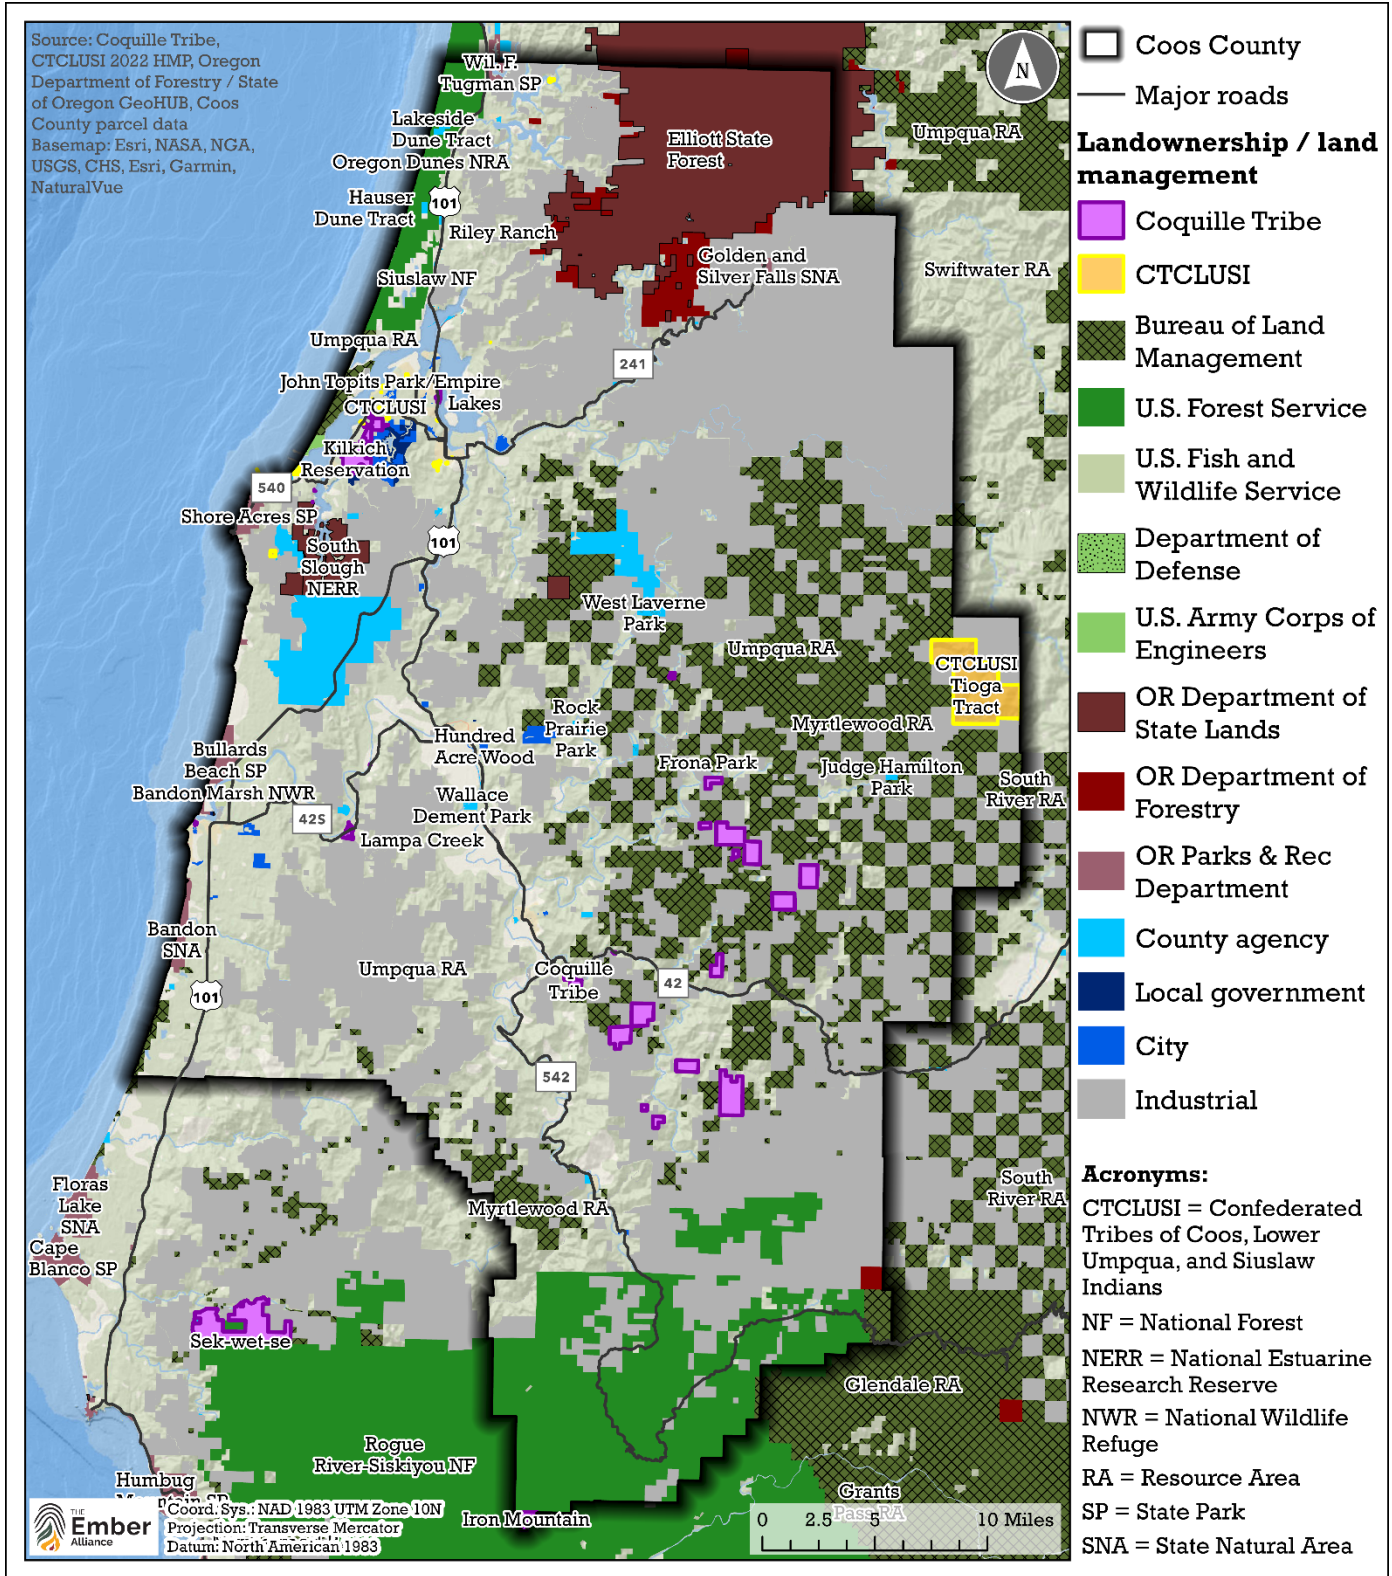 Source: Coquille Tribe,
CTCLUSI 2022 HMP, Oregon
Department of Forestry / State
of Oregon GeoHUB, Coos
County parcel data
Basemap: Esri, NASA, NGA,
USGS, CHS, Esri, Garmin,
NaturalVue
N
Wil. F.
Tugman SP
Lakeside
Dune Tract
Oregon Dunes NRA
Hauser
Dune Tract
101
Riley Ranch
Siuslaw NF
Umpqua RA
Elliott State
Forest
Umpqua RA
Golden and
Silver Falls SNA
Swiftwater RA
241
John Topits Park/Empire
Lakes
CTCLUSI
Kilkich
Reservation
540
Shore Acres SP
South
Slough
NERR
101
West Laverne
Park
Umpqua RA
CTCLUSI
Tioga
Tract
Myrtlewood RA
Rock
Prairie
Park
Hundred
Acre Wood
Frona Park
Judge Hamilton
Park
South
River RA
Bullards
Beach SP
Bandon Marsh NWR
42S
Wallace
Dement Park
Lampa Creek
Bandon
SNA
101
Umpqua RA
Coquille
Tribe
42
542
Myrtlewood RA
South
River RA
Floras
Lake
SNA
Cape
Blanco SP
Sek-wet-se
Glendale RA
Rogue
River-Siskiyou NF
Humbug
Mountain SP
Iron Mountain
Grants
Pass RA
0 2.5 5 10 Miles
THE
Ember
Alliance
Coord. Sys.: NAD 1983 UTM Zone 10N
Projection: Transverse Mercator
Datum: North American 1983
Coos County
Major roads
Landownership / land
management
Coquille Tribe
CTCLUSI
Bureau of Land
Management
U.S. Forest Service
U.S. Fish and
Wildlife Service
Department of
Defense
U.S. Army Corps of
Engineers
OR Department of
State Lands
OR Department of
Forestry
OR Parks & Rec
Department
County agency
Local government
City
Industrial
Acronyms:
CTCLUSI = Confederated
Tribes of Coos, Lower
Umpqua, and Siuslaw
Indians
NF = National Forest
NERR = National Estuarine
Research Reserve
NWR = National Wildlife
Refuge
RA = Resource Area
SP = State Park
SNA = State Natural Area